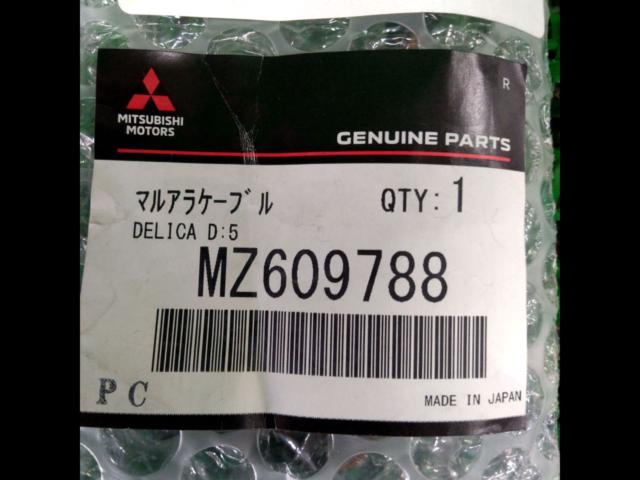 R
MITSUBISHI
MOTORS
GENUINE PARTS
マルアラケーブル QTY: 1
DELICA D:5
MZ609788
PC
MADE IN JAPAN